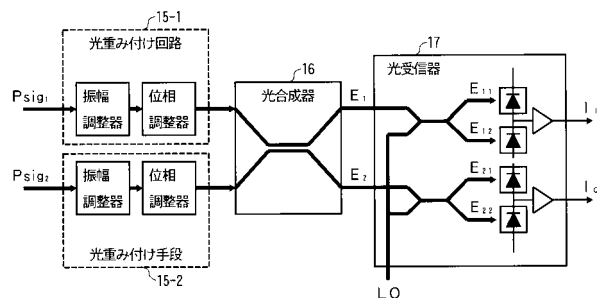 15-1
光重み付け回路
Psig₁
振幅
調整器
位相
調整器
16
光合成器
E₁
E₂
17
光受信器
E₁₁
E₁₂
E₂₁
E₂₂
I_I
I_Q
Psig₂
振幅
調整器
位相
調整器
光重み付け手段
15-2
LO